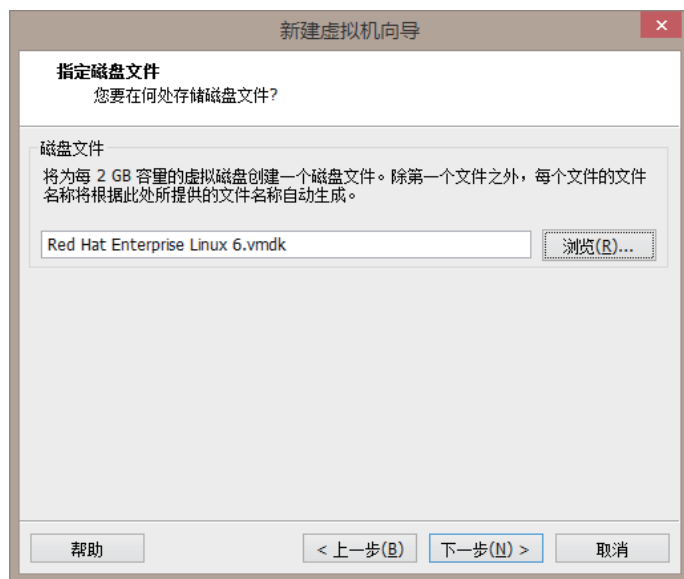 新建虚拟机向导
×
指定磁盘文件
您要在何处存储磁盘文件?
磁盘文件
将为每 2 GB 容量的虚拟磁盘创建一个磁盘文件。除第一个文件之外，每个文件的文件
名称将根据此处所提供的文件名称自动生成。
Red Hat Enterprise Linux 6.vmdk 浏览(R)...
帮助 < 上一步(B) 下一步(N) > 取消